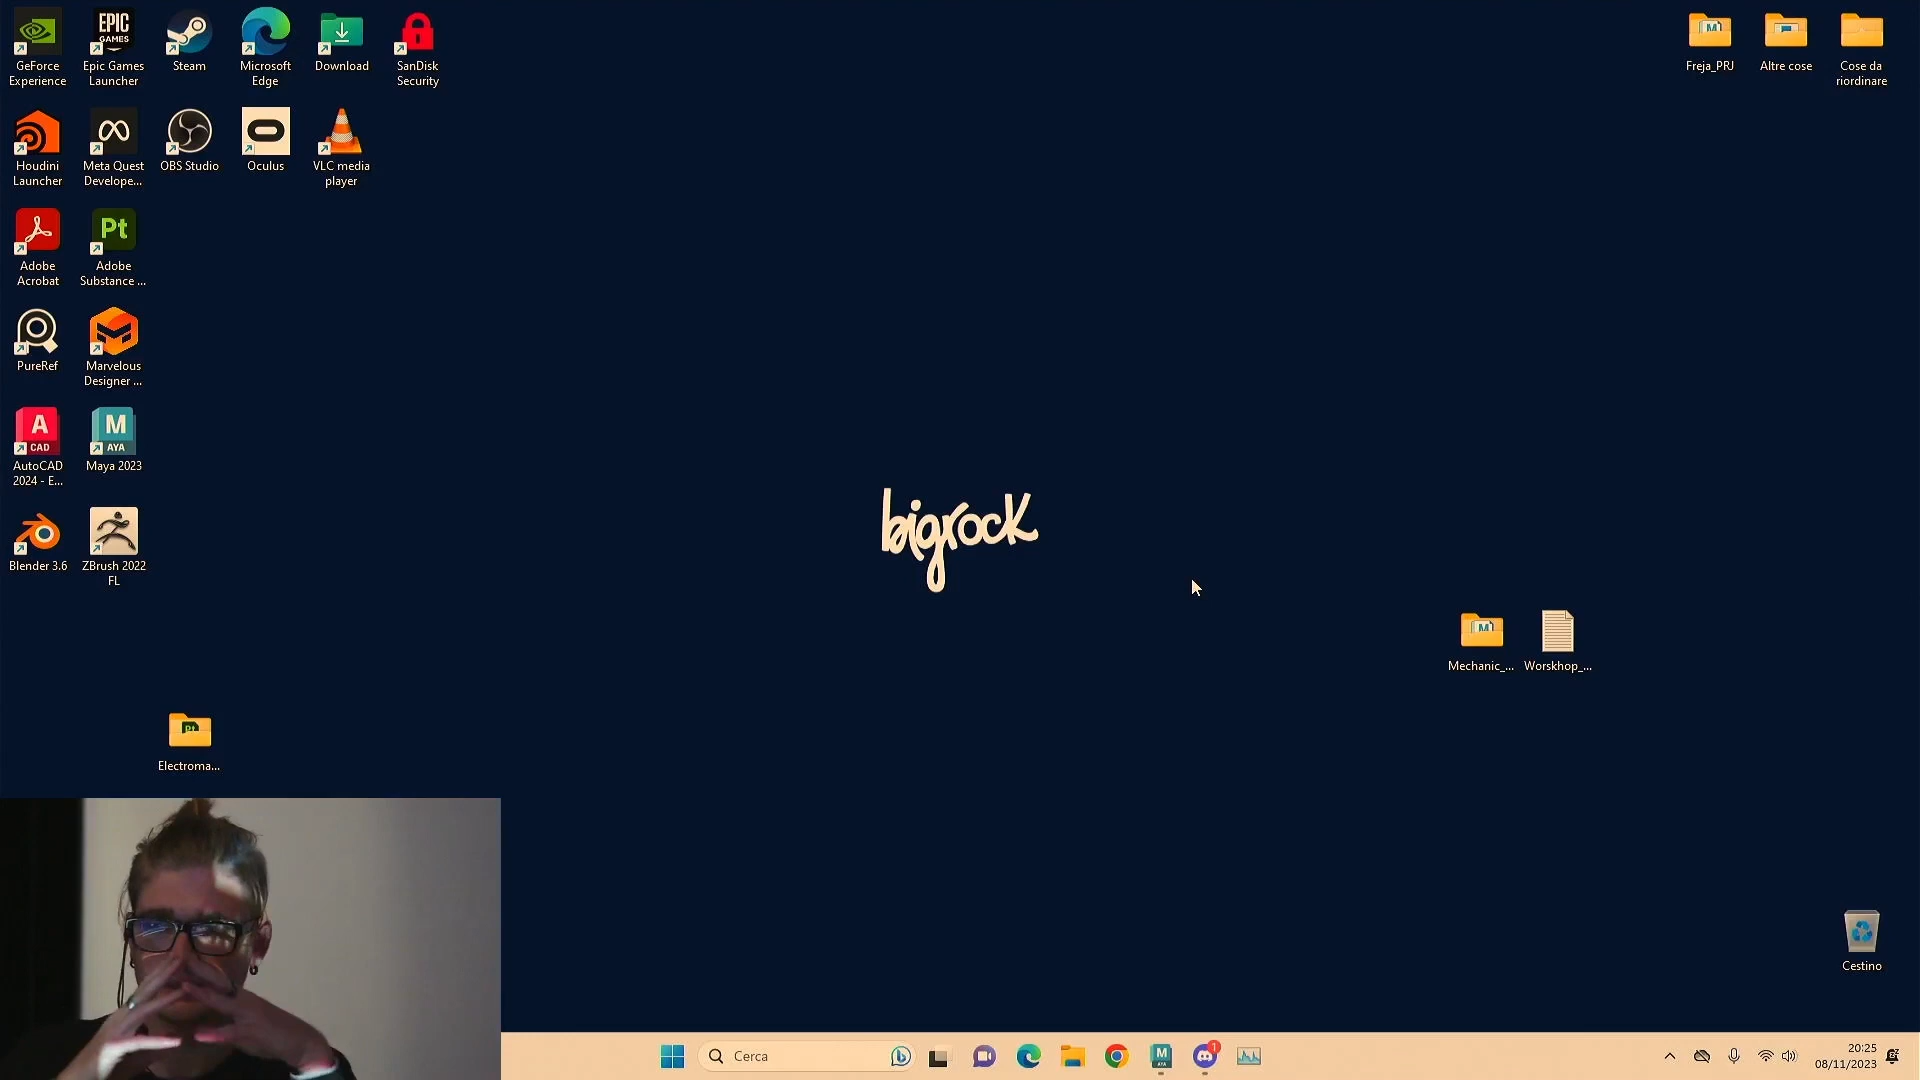 GeForce
Experience
EPIC
GAMES
Epic Games
Launcher
Steam
Microsoft
Edge
Download
SanDisk
Security
M
Freja_PRJ
Altre cose
Cose da
riordinare
Houdini
Launcher
Meta Quest
Develope...
OBS Studio
Oculus
VLC media
player
Adobe
Acrobat
Pt
Adobe
Substance ...
PureRef
Marvelous
Designer ...
A
CAD
AutoCAD
2024 - E...
M
AYA
Maya 2023
Blender 3.6
ZBrush 2022
FL
bigrock
M
Mechanic_...
Worskhop_...
Pt
Electroma...
Cestino
Cerca
M
AYA
1
20:25
08/11/2023